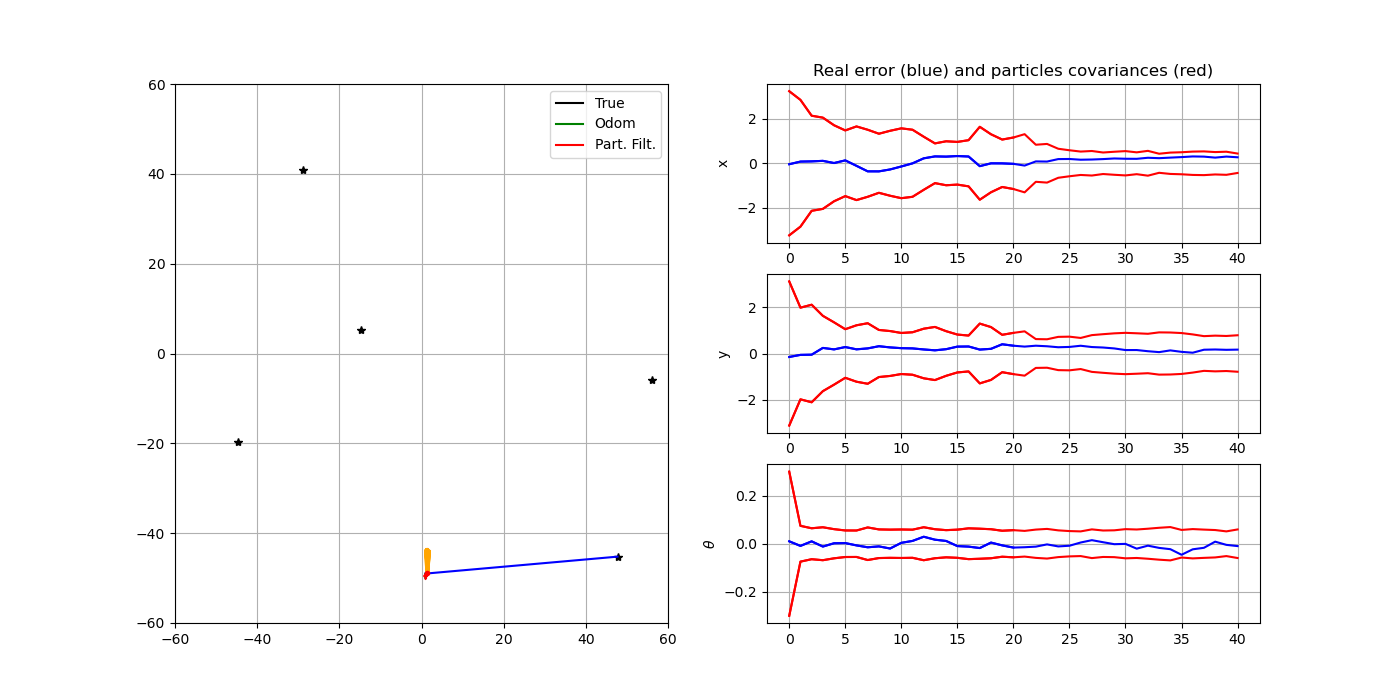 60
40
20
0
−20
−40
−60
−60 −40 −20 0 20 40 60
True
Odom
Part. Filt.
Real error (blue) and particles covariances (red)
x
2
0
−2
0 5 10 15 20 25 30 35 40
y
2
0
−2
0 5 10 15 20 25 30 35 40
θ
0.2
0.0
−0.2
0 5 10 15 20 25 30 35 40